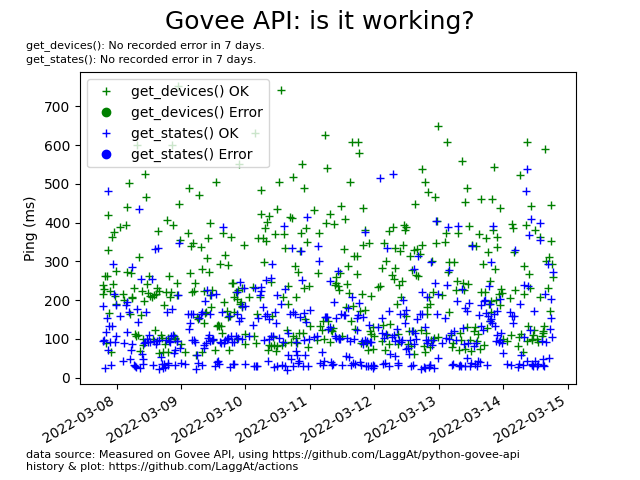 Govee API: is it working?
get_devices(): No recorded error in 7 days.
get_states(): No recorded error in 7 days.
get_devices() OK
get_devices() Error
get_states() OK
get_states() Error
Ping (ms)
700
600
500
400
300
200
100
0
2022-03-08
2022-03-09
2022-03-10
2022-03-11
2022-03-12
2022-03-13
2022-03-14
2022-03-15
data source: Measured on Govee API, using https://github.com/LaggAt/python-govee-api
history & plot: https://github.com/LaggAt/actions